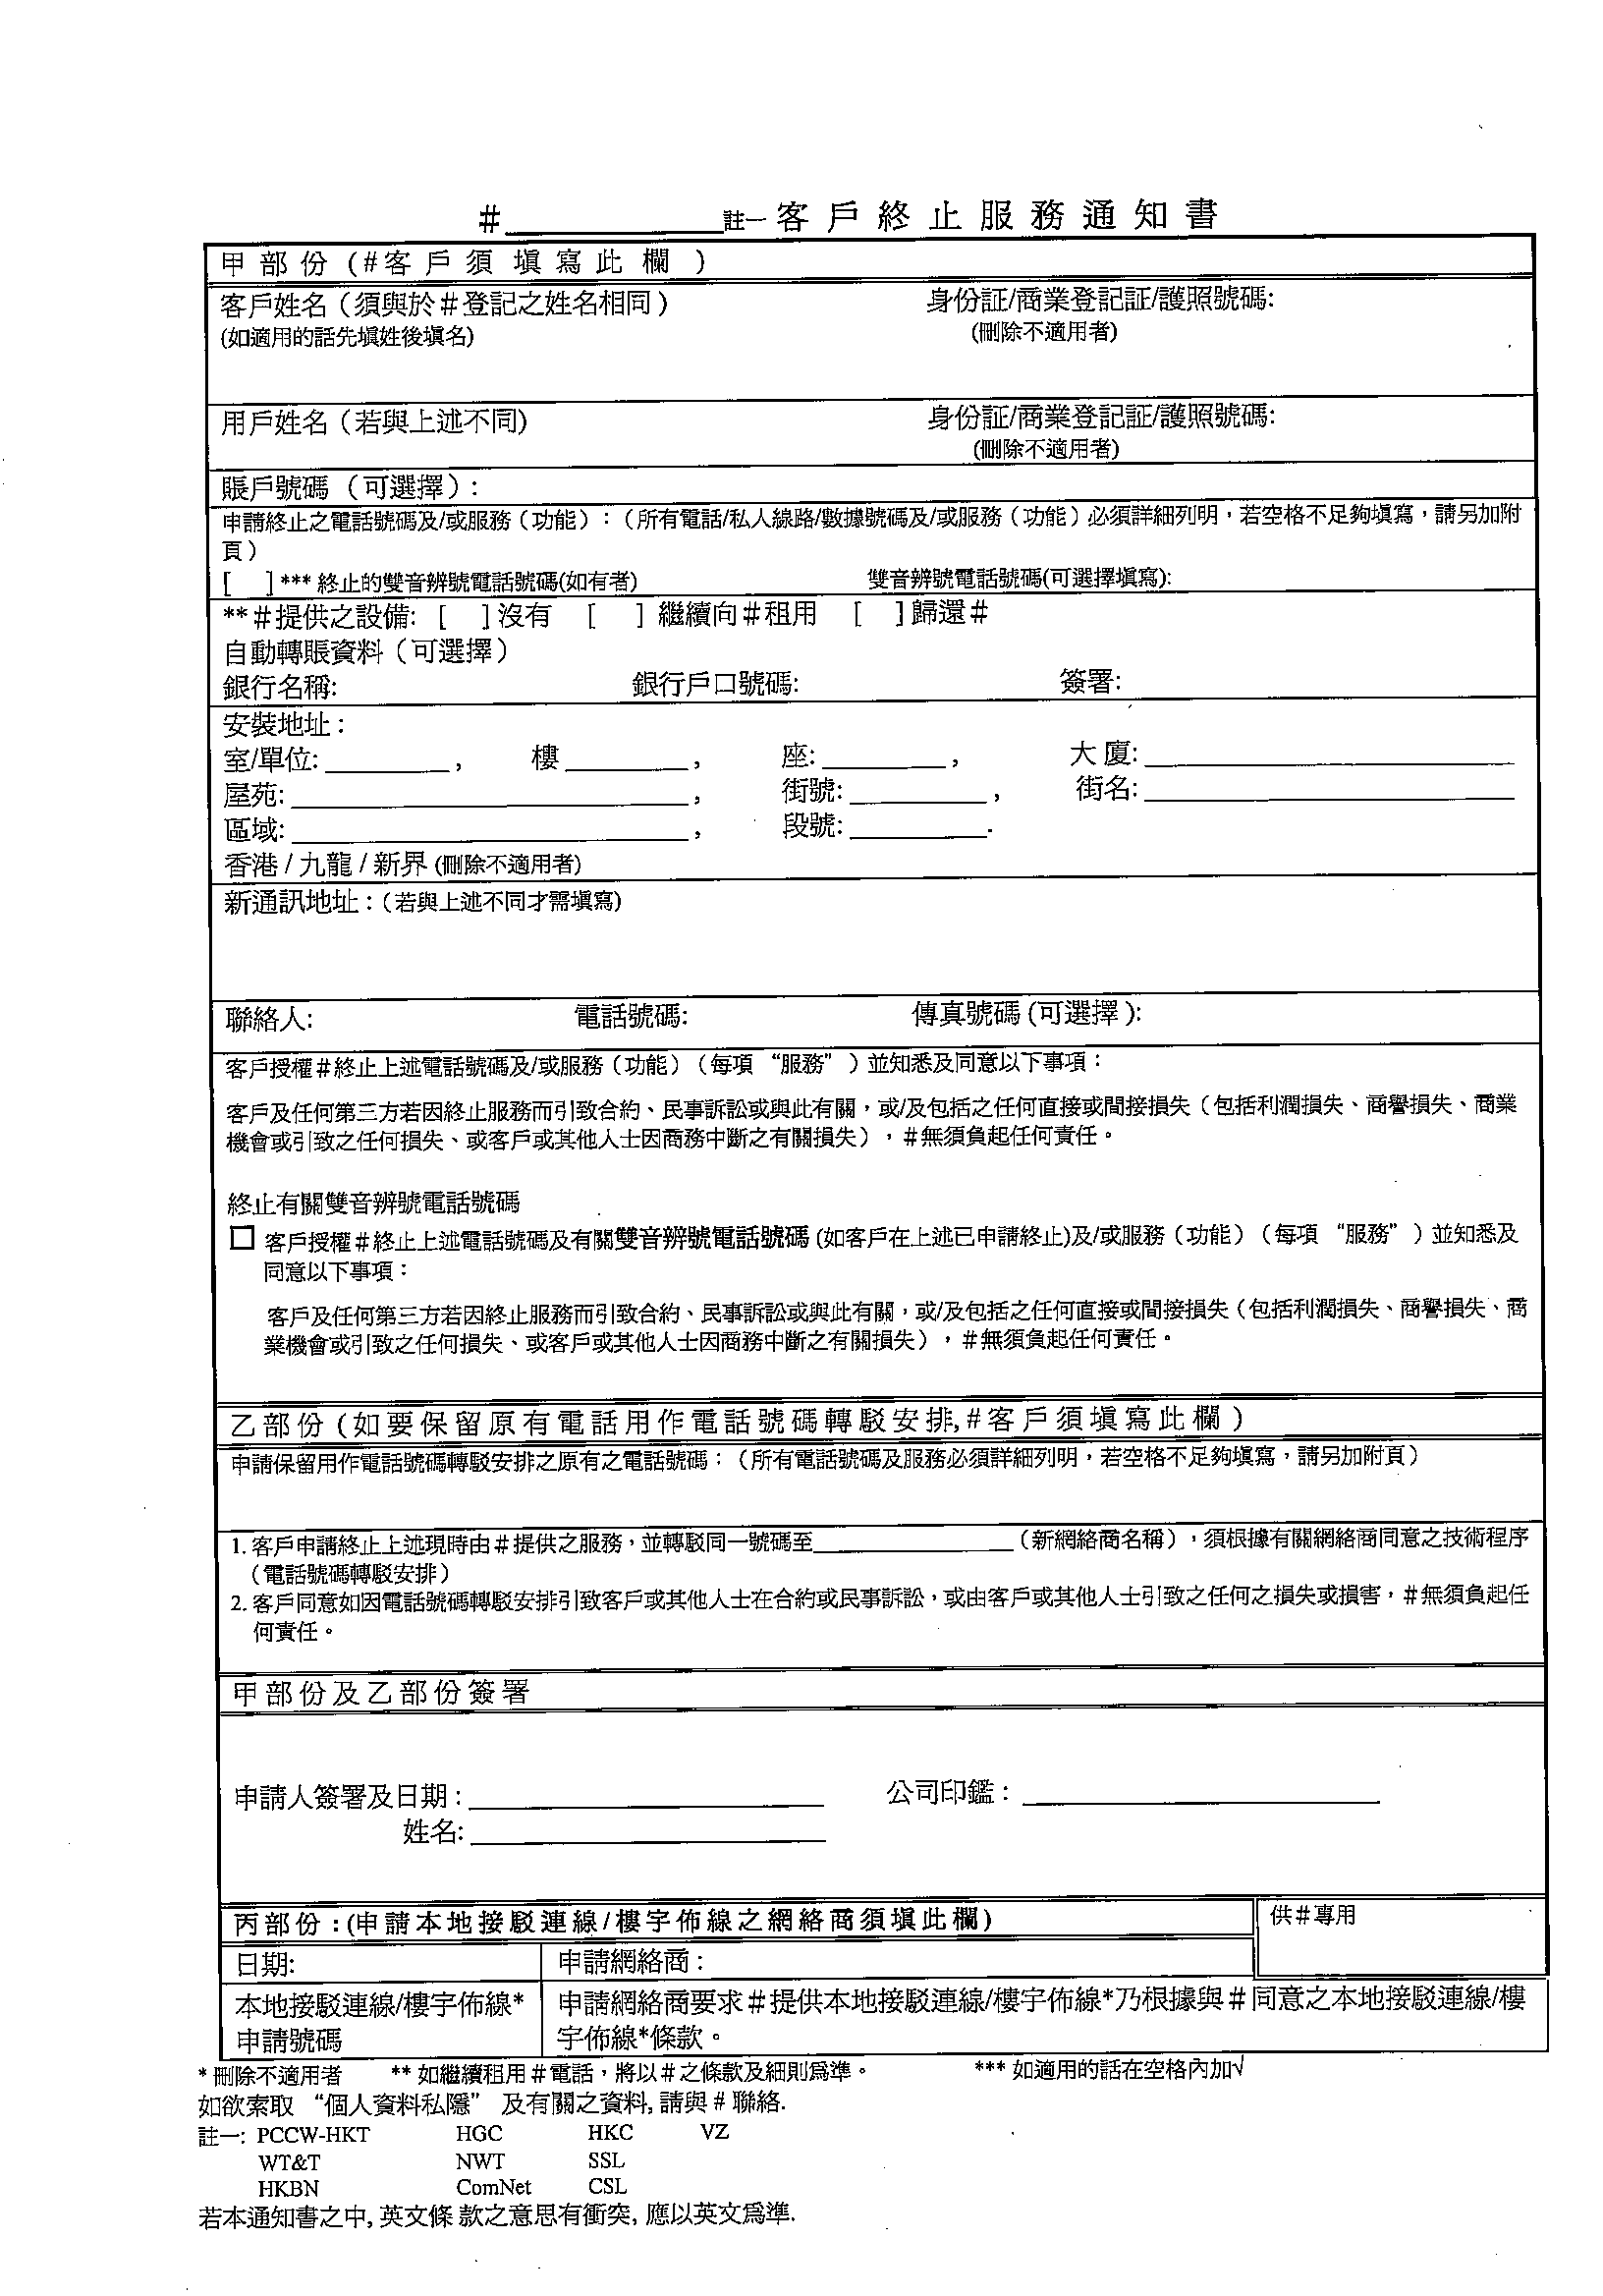 #__________________註一 客戶終止服務通知書
甲部份 (#客戶須填寫此欄 )
客戶姓名（須與於#登記之姓名相同）　身份証/商業登記証/護照號碼:
(如適用的話先填姓後填名)　(刪除不適用者)
用戶姓名（若與上述不同)　身份証/商業登記証/護照號碼:
(刪除不適用者)
賬戶號碼（可選擇）:
申請終止之電話號碼及/或服務（功能）:（所有電話/私人線路/數據號碼及/或服務（功能）必須詳細列明，若空格不足夠填寫，請另加附
頁）
[　] *** 終止的雙音辨號電話號碼(如有者)　雙音辨號電話號碼(可選擇填寫):
** #提供之設備: [　] 沒有　[　] 繼續向#租用　[　] 歸還#
自動轉賬資料（可選擇）
銀行名稱:　銀行戶口號碼:　簽署:
安裝地址 :
室/單位: _________ ,　樓 _________ ,　座: _________ ,　大廈: ___________________________
屋苑: _____________________________ ,　街號: __________ ,　街名: ___________________________
區域: _____________________________ ,　段號: __________.
香港 / 九龍 / 新界 (刪除不適用者)
新通訊地址 :（若與上述不同才需填寫)
聯絡人:　電話號碼:　傳真號碼 (可選擇 ):
客戶授權#終止上述電話號碼及/或服務（功能）（每項 “服務” ）並知悉及同意以下事項：
客戶及任何第三方若因終止服務而引致合約、民事訴訟或與此有關，或/及包括之任何直接或間接損失（包括利潤損失、商譽損失、商業
機會或引致之任何損失、或客戶或其他人士因商務中斷之有關損失），#無須負起任何責任。
終止有關雙音辨號電話號碼
□ 客戶授權#終止上述電話號碼及有關雙音辨號電話號碼 (如客戶在上述已申請終止)及/或服務（功能）（每項 “服務” ）並知悉及
同意以下事項：
客戶及任何第三方若因終止服務而引致合約、民事訴訟或與此有關，或/及包括之任何直接或間接損失（包括利潤損失、商譽損失、商
業機會或引致之任何損失、或客戶或其他人士因商務中斷之有關損失），#無須負起任何責任。
乙部份 (如要保留原有電話用作電話號碼轉駁安排,#客戶須填寫此欄 )
申請保留用作電話號碼轉駁安排之原有之電話號碼：（所有電話號碼及服務必須詳細列明，若空格不足夠填寫，請另加附頁）
1. 客戶申請終止上述現時由#提供之服務，並轉駁同一號碼至__________________（新網絡商名稱），須根據有關網絡商同意之技術程序
（電話號碼轉駁安排）
2. 客戶同意如因電話號碼轉駁安排引致客戶或其他人士在合約或民事訴訟，或由客戶或其他人士引致之任何之損失或損害，#無須負起任
何責任。
甲部份及乙部份簽署
申請人簽署及日期 : __________________________　公司印鑑 : __________________________
姓名: __________________________
丙部份 : (申請本地接駁連線/樓宇佈線之網絡商須填此欄)　供#專用
日期:　申請網絡商 :
本地接駁連線/樓宇佈線*　申請網絡商要求#提供本地接駁連線/樓宇佈線*乃根據與#同意之本地接駁連線/樓
申請號碼　宇佈線*條款。
* 刪除不適用者　** 如繼續租用#電話，將以#之條款及細則為準。　*** 如適用的話在空格內加√
如欲索取 “個人資料私隱” 及有關之資料, 請與 # 聯絡.
註一: PCCW-HKT　HGC　HKC　VZ
WT&T　NWT　SSL
HKBN　ComNet　CSL
若本通知書之中, 英文條 款之意思有衝突, 應以英文為準.